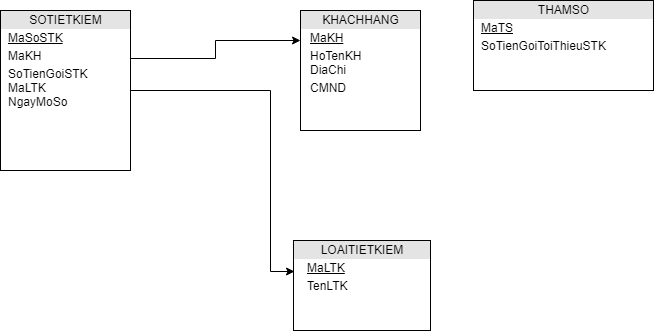 SOTIETKIEM
MaSoSTK
MaKH
SoTienGoiSTK
MaLTK
NgayMoSo
KHACHHANG
MaKH
HoTenKH
DiaChi
CMND
THAMSO
MaTS
SoTienGoiToiThieuSTK
LOAITIETKIEM
MaLTK
TenLTK